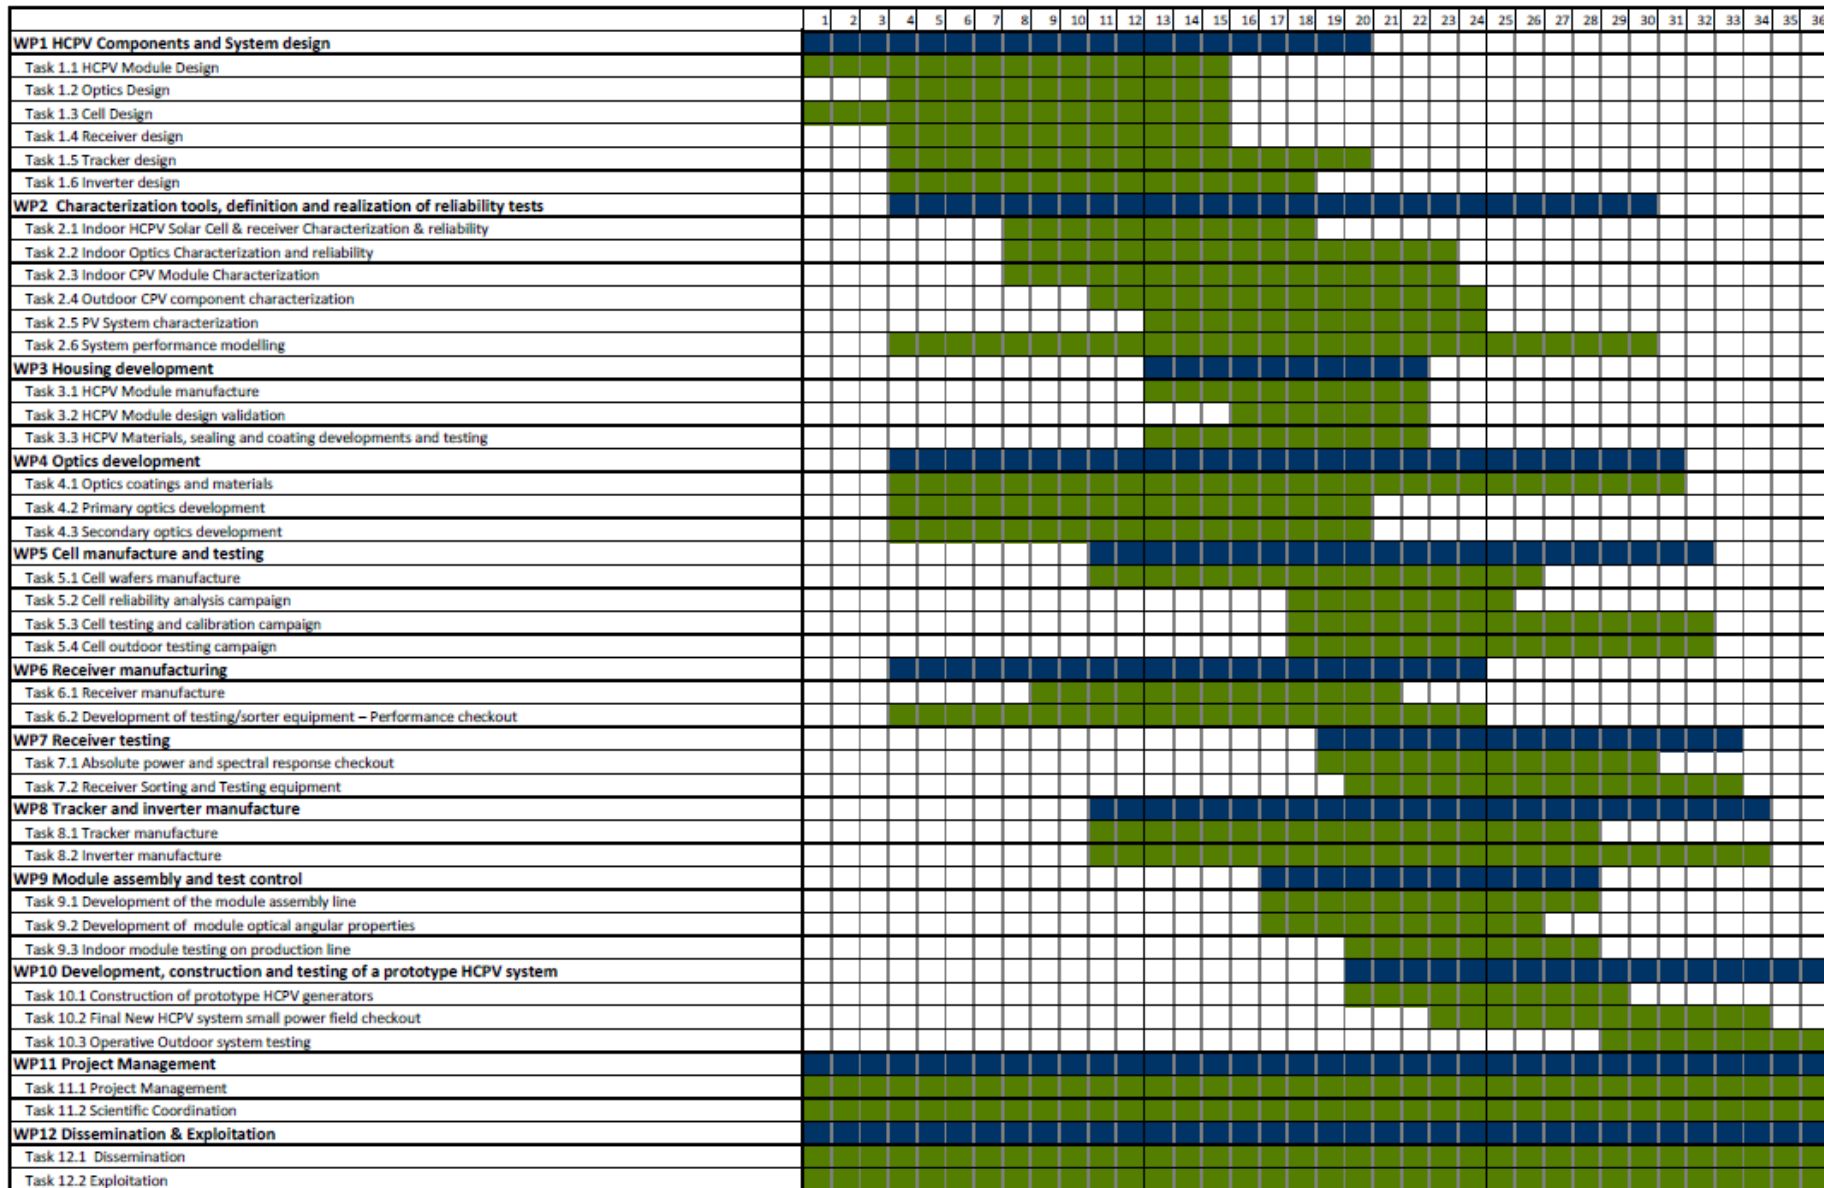 1 2 3 4 5 6 7 8 9 10 11 12 13 14 15 16 17 18 19 20 21 22 23 24 25 26 27 28 29 30 31 32 33 34 35 36
WP1 HCPV Components and System design
Task 1.1 HCPV Module Design
Task 1.2 Optics Design
Task 1.3 Cell Design
Task 1.4 Receiver design
Task 1.5 Tracker design
Task 1.6 Inverter design
WP2 Characterization tools, definition and realization of reliability tests
Task 2.1 Indoor HCPV Solar Cell & receiver Characterization & reliability
Task 2.2 Indoor Optics Characterization and reliability
Task 2.3 Indoor CPV Module Characterization
Task 2.4 Outdoor CPV component characterization
Task 2.5 PV System characterization
Task 2.6 System performance modelling
WP3 Housing development
Task 3.1 HCPV Module manufacture
Task 3.2 HCPV Module design validation
Task 3.3 HCPV Materials, sealing and coating developments and testing
WP4 Optics development
Task 4.1 Optics coatings and materials
Task 4.2 Primary optics development
Task 4.3 Secondary optics development
WP5 Cell manufacture and testing
Task 5.1 Cell wafers manufacture
Task 5.2 Cell reliability analysis campaign
Task 5.3 Cell testing and calibration campaign
Task 5.4 Cell outdoor testing campaign
WP6 Receiver manufacturing
Task 6.1 Receiver manufacture
Task 6.2 Development of testing/sorter equipment – Performance checkout
WP7 Receiver testing
Task 7.1 Absolute power and spectral response checkout
Task 7.2 Receiver Sorting and Testing equipment
WP8 Tracker and inverter manufacture
Task 8.1 Tracker manufacture
Task 8.2 Inverter manufacture
WP9 Module assembly and test control
Task 9.1 Development of the module assembly line
Task 9.2 Development of module optical angular properties
Task 9.3 Indoor module testing on production line
WP10 Development, construction and testing of a prototype HCPV system
Task 10.1 Construction of prototype HCPV generators
Task 10.2 Final New HCPV system small power field checkout
Task 10.3 Operative Outdoor system testing
WP11 Project Management
Task 11.1 Project Management
Task 11.2 Scientific Coordination
WP12 Dissemination & Exploitation
Task 12.1 Dissemination
Task 12.2 Exploitation